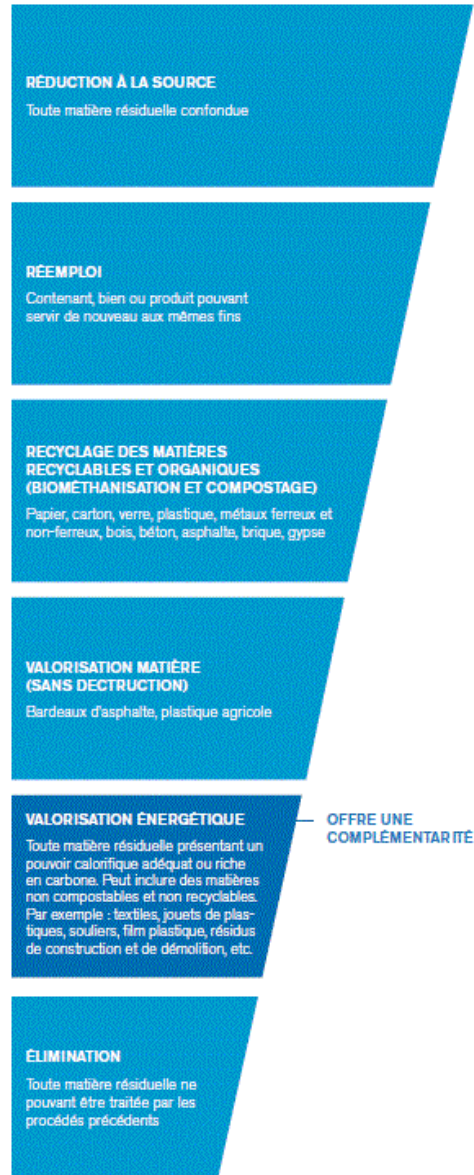 RÉDUCTION À LA SOURCE
Toute matière résiduelle confondue
RÉEMPLOI
Contenant, bien ou produit pouvant
servir de nouveau aux mêmes fins
RECYCLAGE DES MATIÈRES
RECYCLABLES ET ORGANIQUES
(BIOMÉTHANISATION ET COMPOSTAGE)
Papier, carton, verre, plastique, métaux ferreux et
non-ferreux, bois, béton, asphalte, brique, gypse
VALORISATION MATIÈRE
(SANS DECTRUCTION)
Bardeaux d'asphalte, plastique agricole
VALORISATION ÉNERGÉTIQUE
Toute matière résiduelle présentant un
pouvoir calorifique adéquat ou riche
en carbone. Peut inclure des matières
non compostables et non recyclables.
Par exemple : textiles, jouets de plas-
tiques, souliers, film plastique, résidus
de construction et de démolition, etc.
OFFRE UNE
COMPLÉMENTARITÉ
ÉLIMINATION
Toute matière résiduelle ne
pouvant être traitée par les
procédés précédents